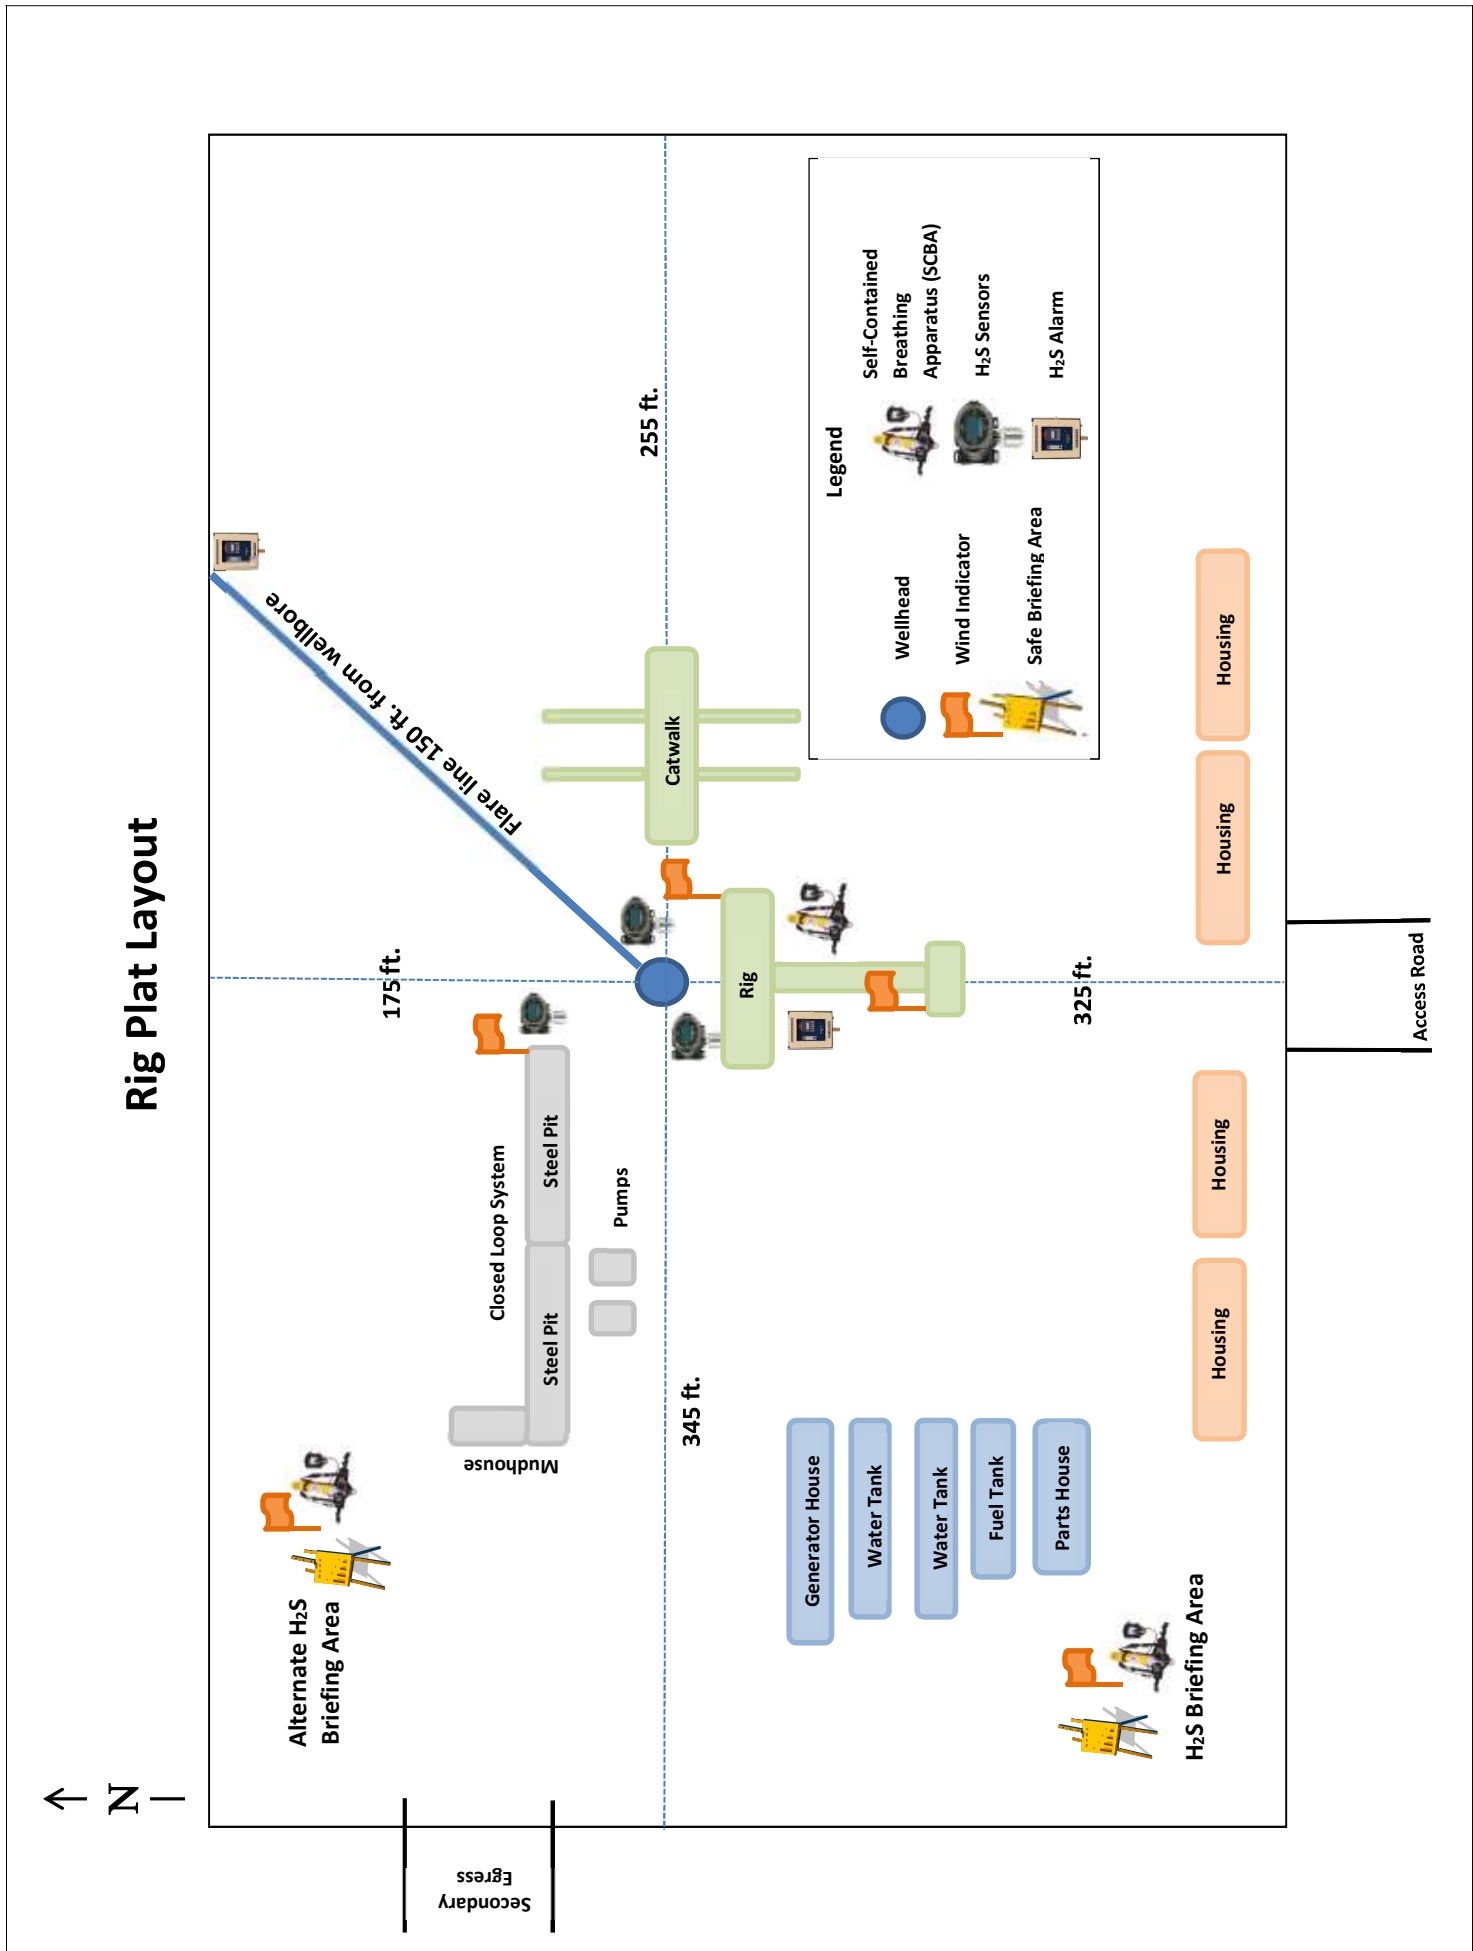 Rig Plat Layout
N
Secondary
Egress
Alternate H₂S
Briefing Area
Mudhouse
Closed Loop System
Steel Pit
Steel Pit
Pumps
175 ft.
Flare line 150 ft. from wellbore
345 ft.
255 ft.
Catwalk
Rig
325 ft.
Generator House
Water Tank
Water Tank
Fuel Tank
Parts House
H₂S Briefing Area
Housing
Housing
Housing
Housing
Access Road
Legend
Wellhead
Wind Indicator
Safe Briefing Area
Self-Contained
Breathing
Apparatus (SCBA)
H₂S Sensors
H₂S Alarm